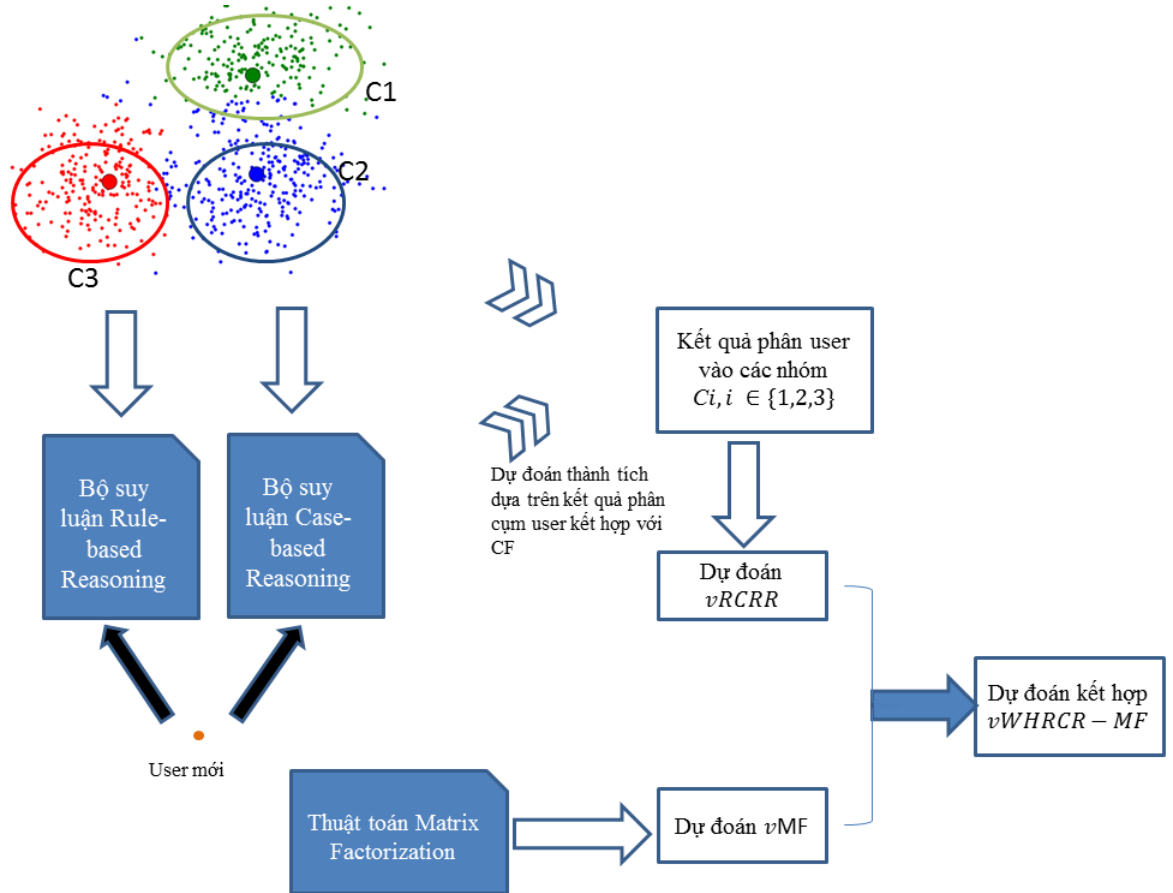 C1
C2
C3
Kết quả phân user
vào các nhóm
Ci, i ∈ {1,2,3}
Bộ suy
luận Rule-
based
Reasoning
Bộ suy
luận Case-
based
Reasoning
Dự đoán thành tích
dựa trên kết quả phân
cụm user kết hợp với
CF
Dự đoán
vRCRR
Dự đoán kết hợp
vWHRCR − MF
User mới
Thuật toán Matrix
Factorization
Dự đoán vMF